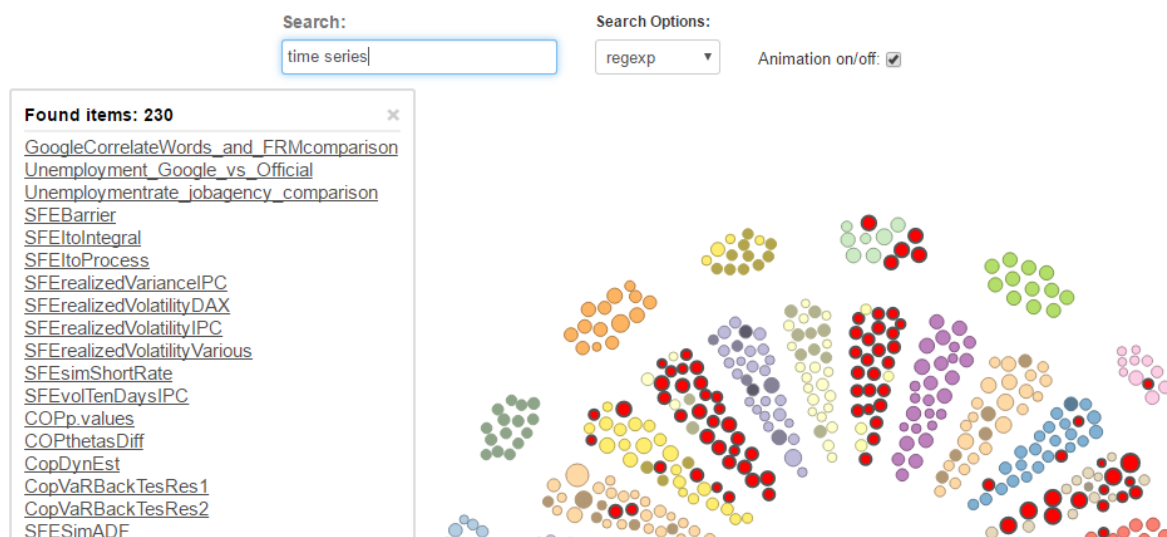 Search:
Search Options:
time series
regexp
Animation on/off:
Found items: 230
GoogleCorrelateWords_and_FRMcomparison
Unemployment_Google_vs_Official
Unemploymentrate_jobagency_comparison
SFEBarrier
SFEItoIntegral
SFEItoProcess
SFErealizedVarianceIPC
SFErealizedVolatilityDAX
SFErealizedVolatilityIPC
SFErealizedVolatilityVarious
SFEsimShortRate
SFEvolTenDaysIPC
COPp.values
COPthetasDiff
CopDynEst
CopVaRBackTesRes1
CopVaRBackTesRes2
SFESimADF